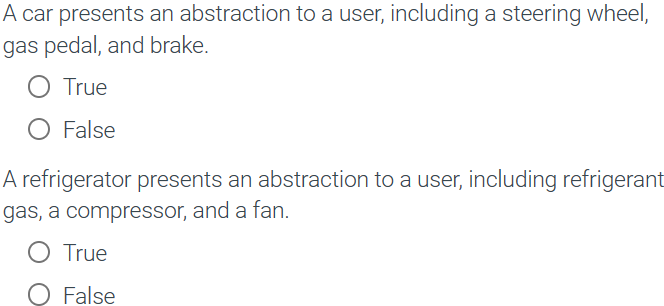 A car presents an abstraction to a user, including a steering wheel,
gas pedal, and brake.
True
False
A refrigerator presents an abstraction to a user, including refrigerant
gas, a compressor, and a fan.
True
False